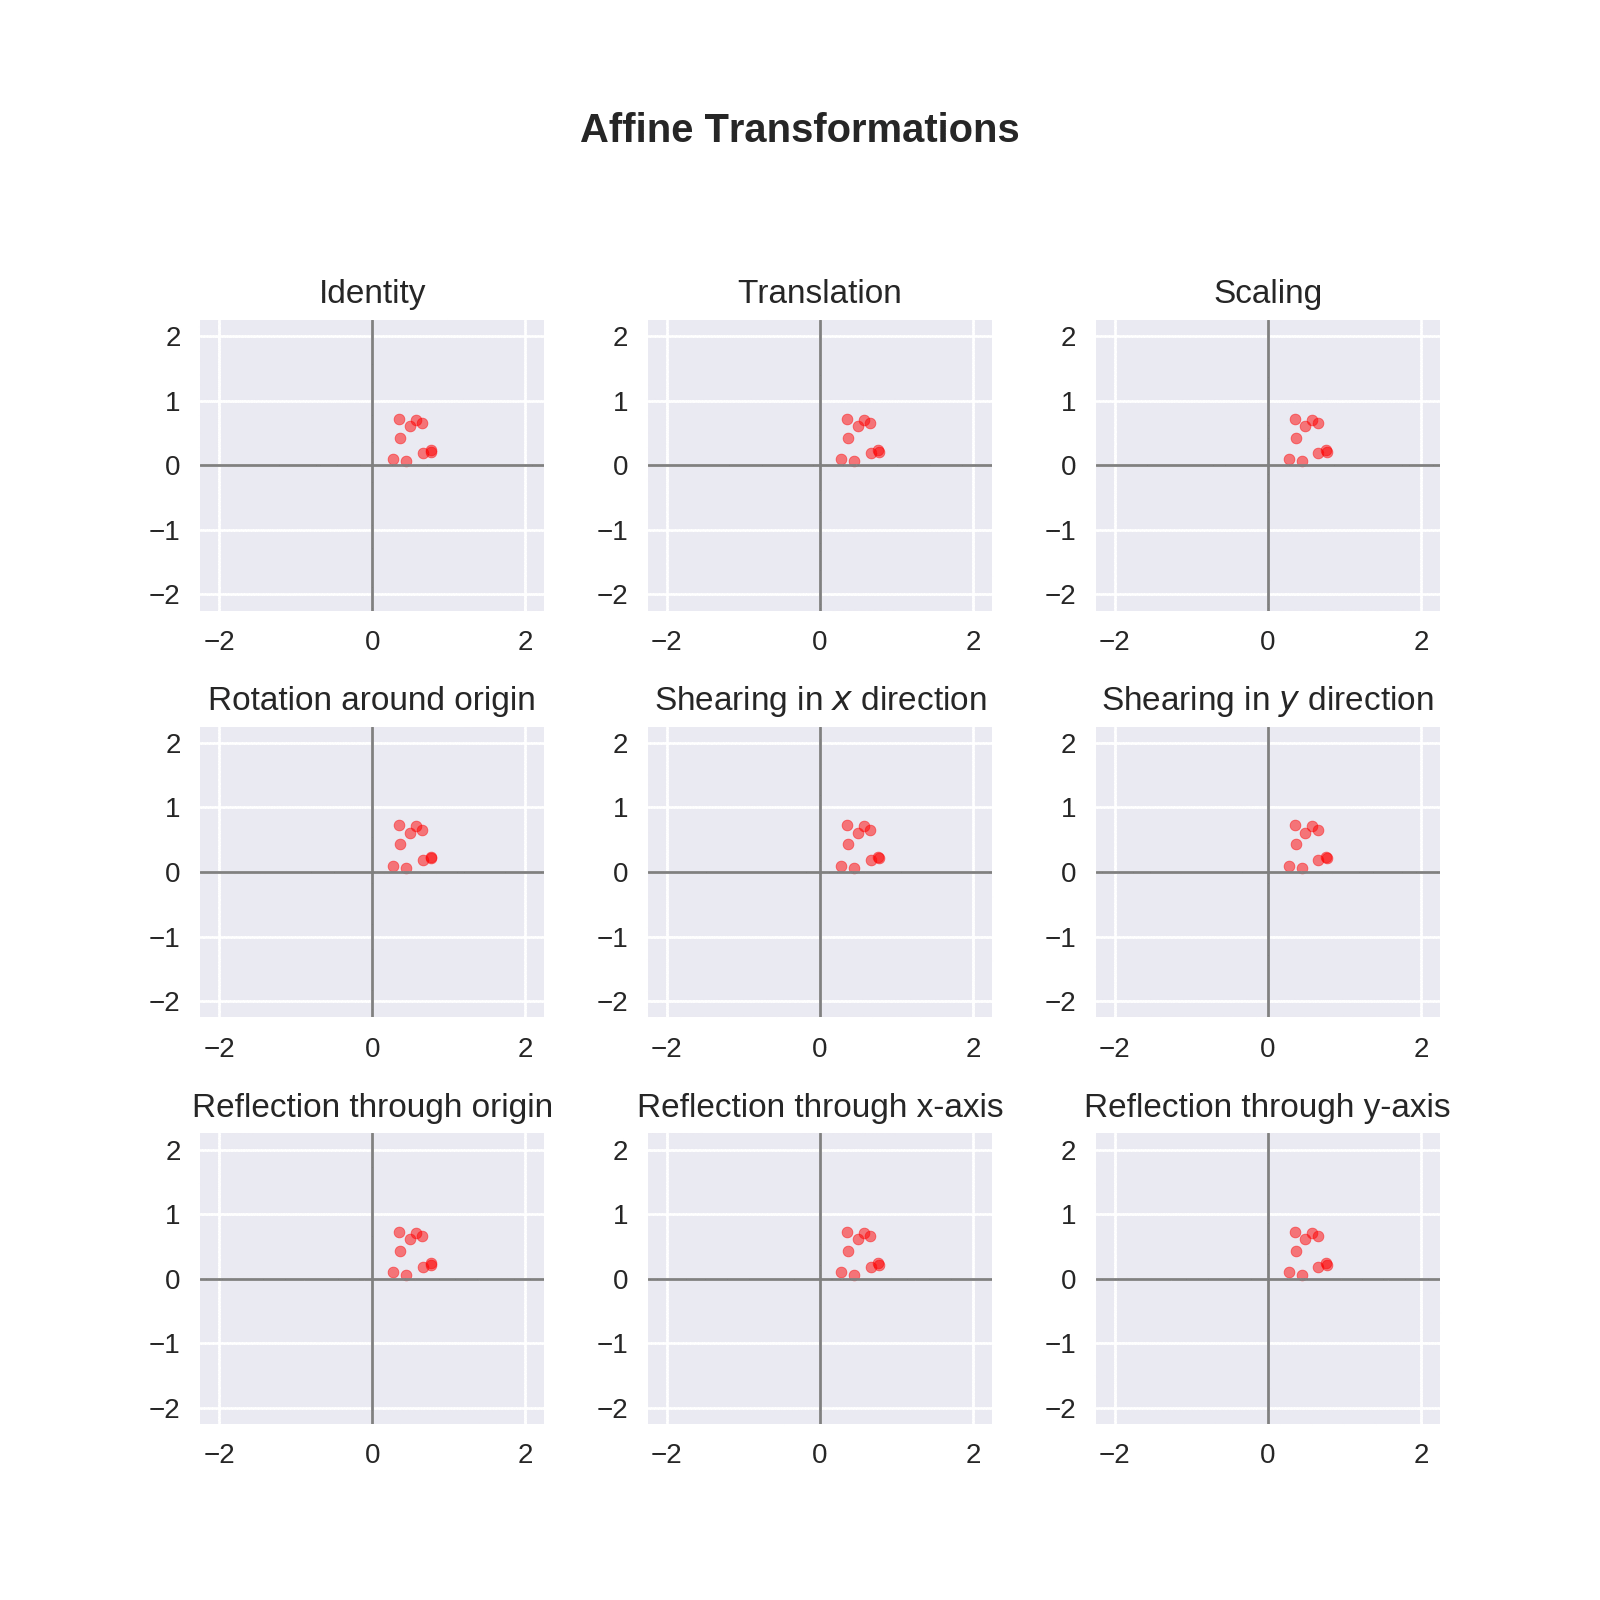 Affine Transformations
Identity Translation Scaling
2 2 2
1 1 1
0 0 0
−1 −1 −1
−2 −2 −2
−2 0 2 −2 0 2 −2 0 2
Rotation around origin Shearing in x direction Shearing in y direction
2 2 2
1 1 1
0 0 0
−1 −1 −1
−2 −2 −2
−2 0 2 −2 0 2 −2 0 2
Reflection through origin Reflection through x-axis Reflection through y-axis
2 2 2
1 1 1
0 0 0
−1 −1 −1
−2 −2 −2
−2 0 2 −2 0 2 −2 0 2